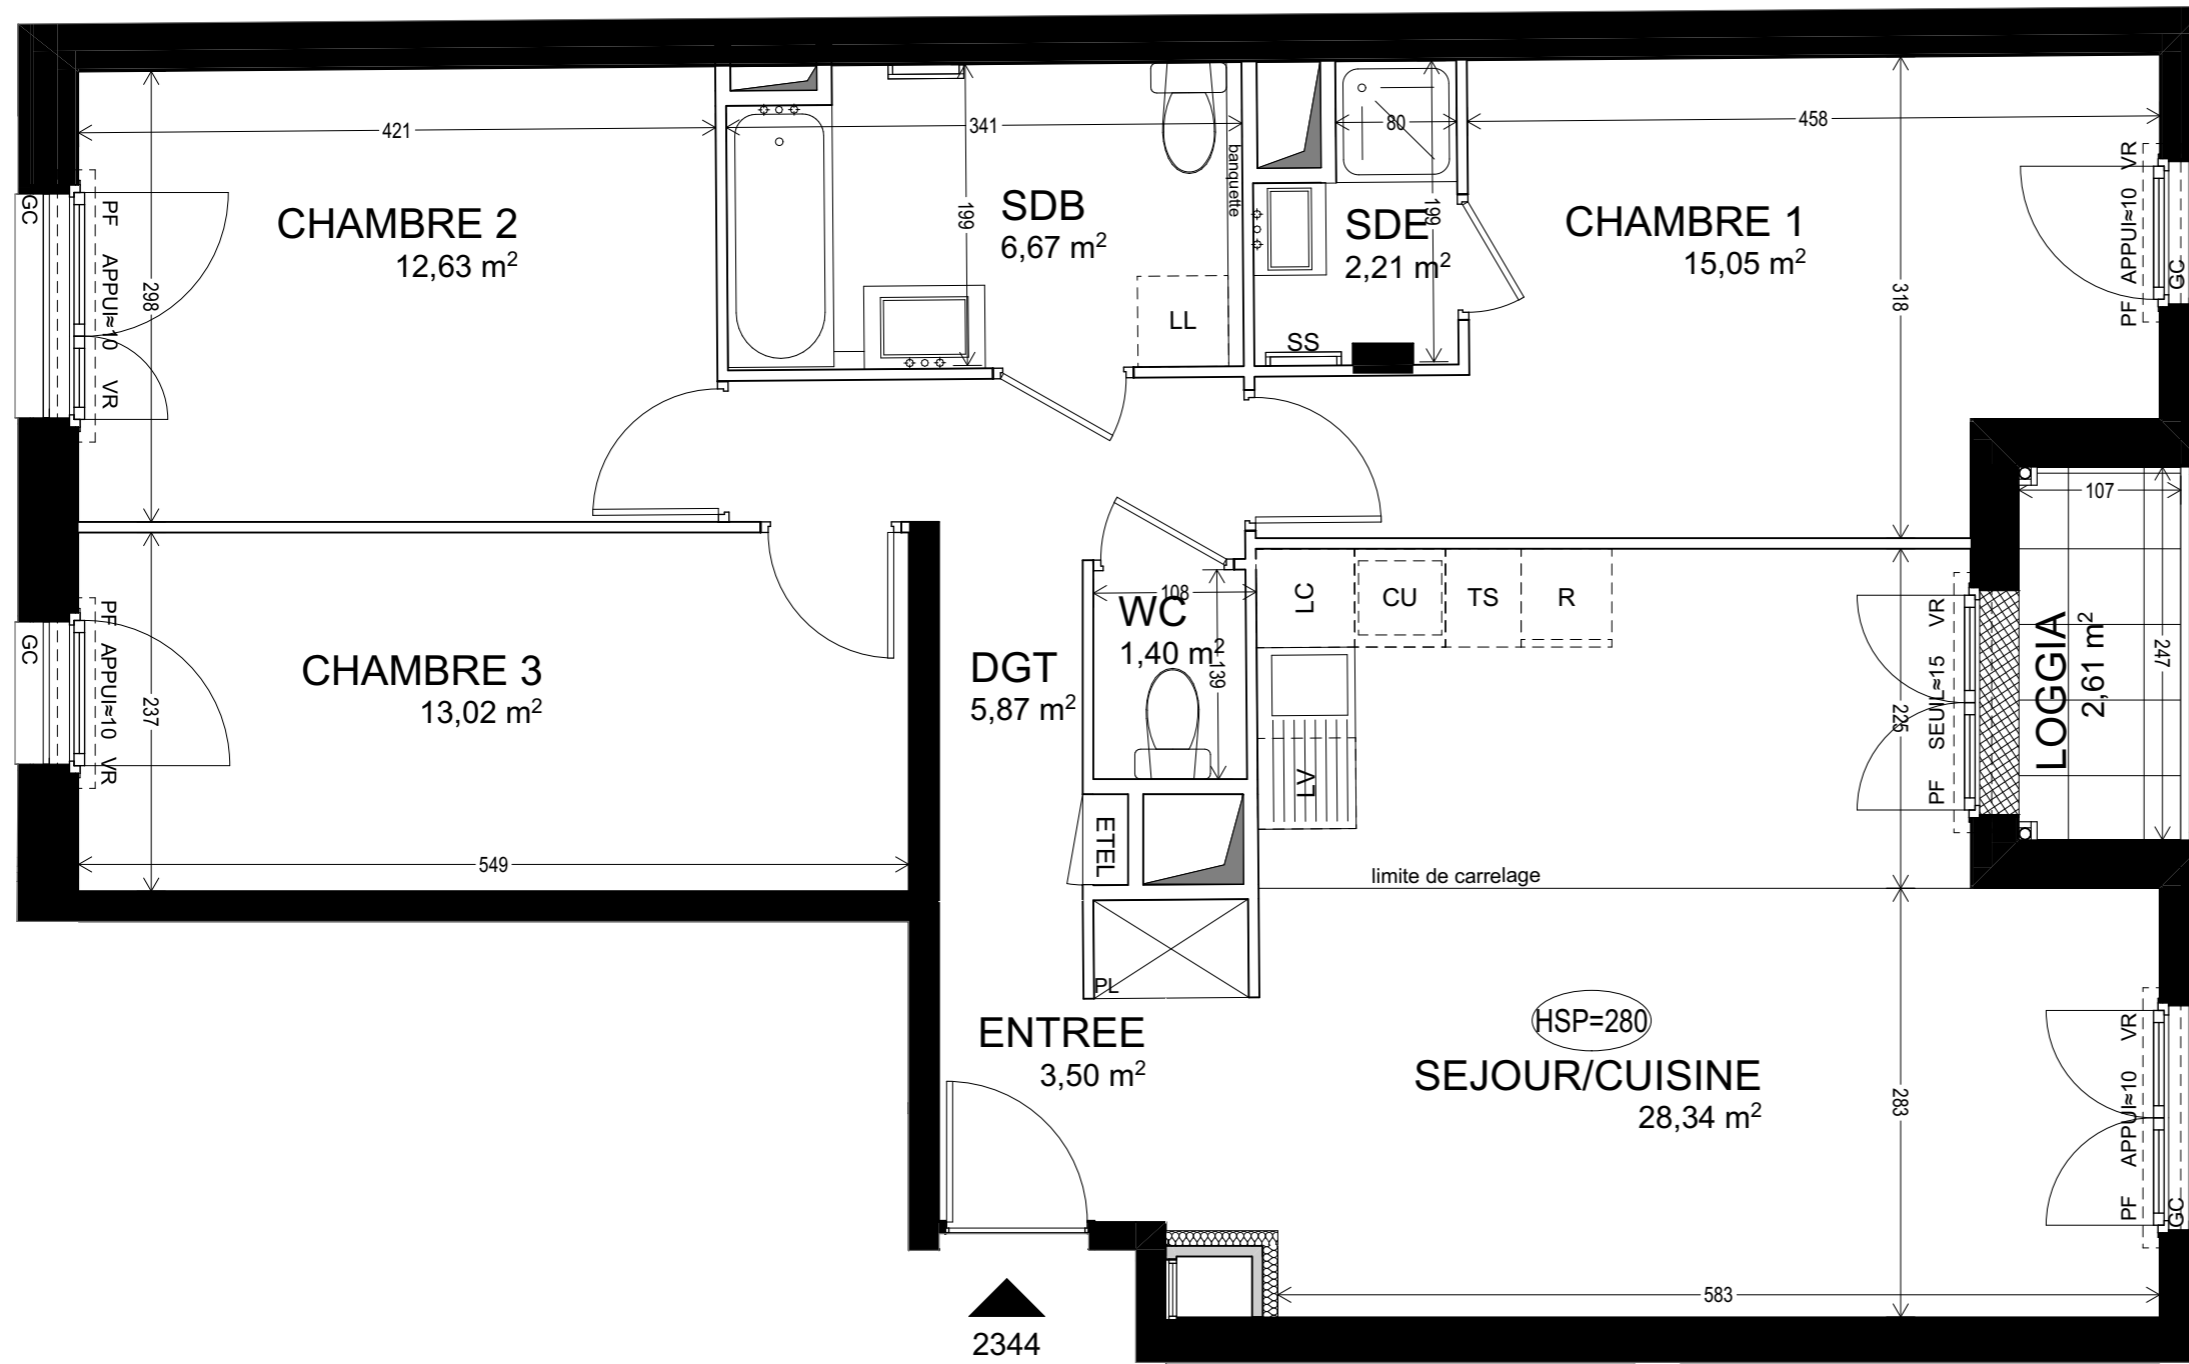 421
341
80
458
GC
PF APPUI≈10 VR
298
CHAMBRE 2
12,63 m²
199
SDB
6,67 m²
banquette
LL
SDE
2,21 m²
199
SS
CHAMBRE 1
15,05 m²
318
PF APPUI≈10 VR
GC
107
GC
PF APPUI≈10 VR
237
CHAMBRE 3
13,02 m²
549
DGT
5,87 m²
108
WC
1,40 m²
139
ETEL
PL
LC
CU
TS
R
LV
225
PF SEUIL≈15 VR
LOGGIA
2,61 m²
247
limite de carrelage
ENTREE
3,50 m²
HSP=280
SEJOUR/CUISINE
28,34 m²
283
PF APPUI≈10 VR
GC
583
2344